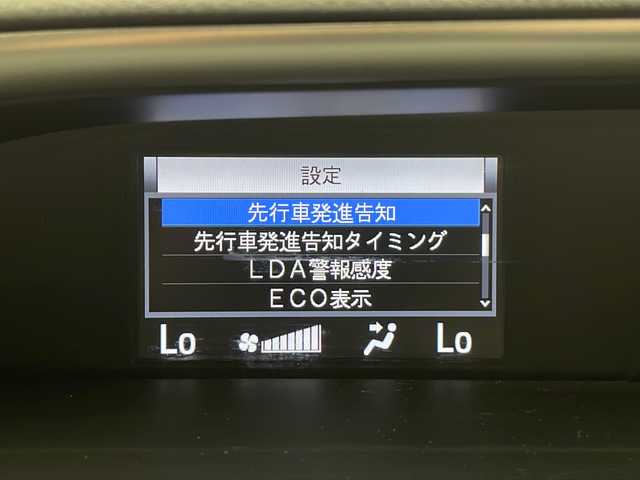 設定
先行車発進告知
先行車発進告知タイミング
LDA警報感度
ECO表示
Lo Lo